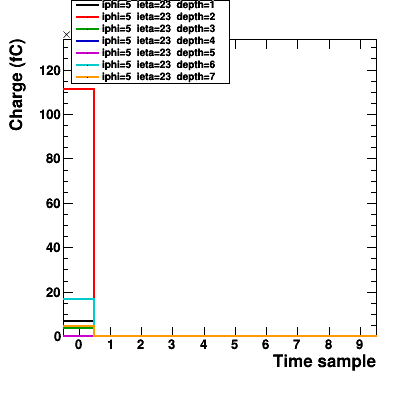 iphi=5 ieta=23 depth=1
iphi=5 ieta=23 depth=2
iphi=5 ieta=23 depth=3
iphi=5 ieta=23 depth=4
iphi=5 ieta=23 depth=5
iphi=5 ieta=23 depth=6
iphi=5 ieta=23 depth=7
Charge (fC)
120
100
80
60
40
20
0
0 1 2 3 4 5 6 7 8 9
Time sample